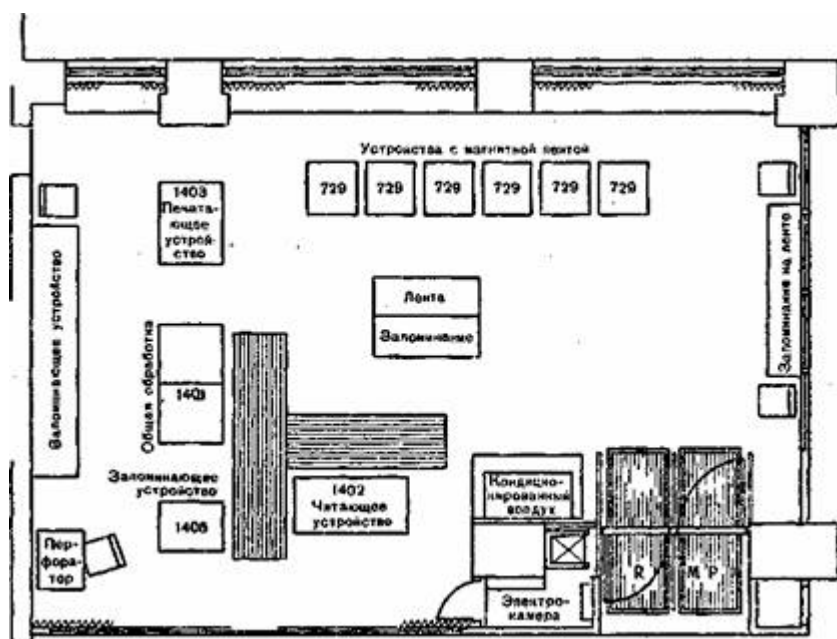 Устройства с магнитной лентой
729
729
729
729
729
729
1403
Печата-
ющее
устрой-
ство
Запоминающее устройство
Запоминание на ленте
Лента
Запоминание
Общая обработка
1401
Запоминающее
устройство
1405
1402
Читающее
устройство
Кондицио-
нированный
воздух
Пер-
фора-
тор
Электро-
камера
R
M P